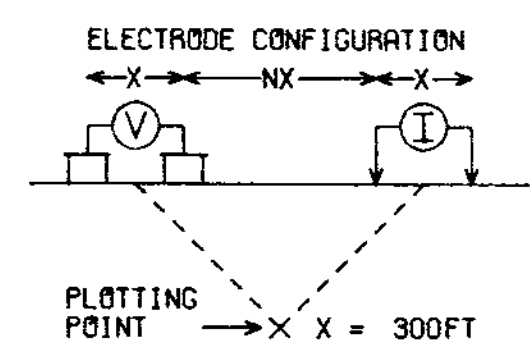 ELECTRODE CONFIGURATION
X NX X
V I
PLOTTING
POINT X = 300FT